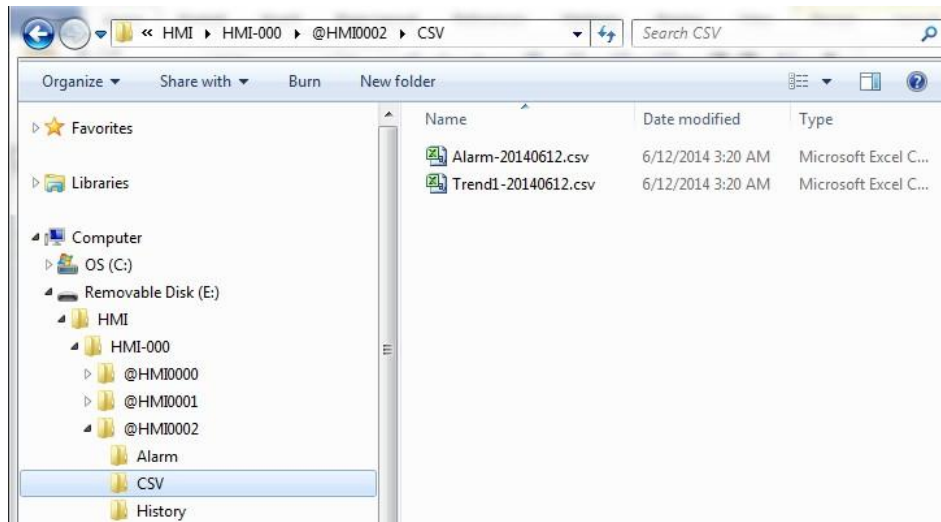 « HMI ▸ HMI-000 ▸ @HMI0002 ▸ CSV
Search CSV
Organize Share with Burn New folder
Favorites
Libraries
Computer
OS (C:)
Removable Disk (E:)
HMI
HMI-000
@HMI0000
@HMI0001
@HMI0002
Alarm
CSV
History
Name Date modified Type
Alarm-20140612.csv 6/12/2014 3:20 AM Microsoft Excel C...
Trend1-20140612.csv 6/12/2014 3:20 AM Microsoft Excel C...